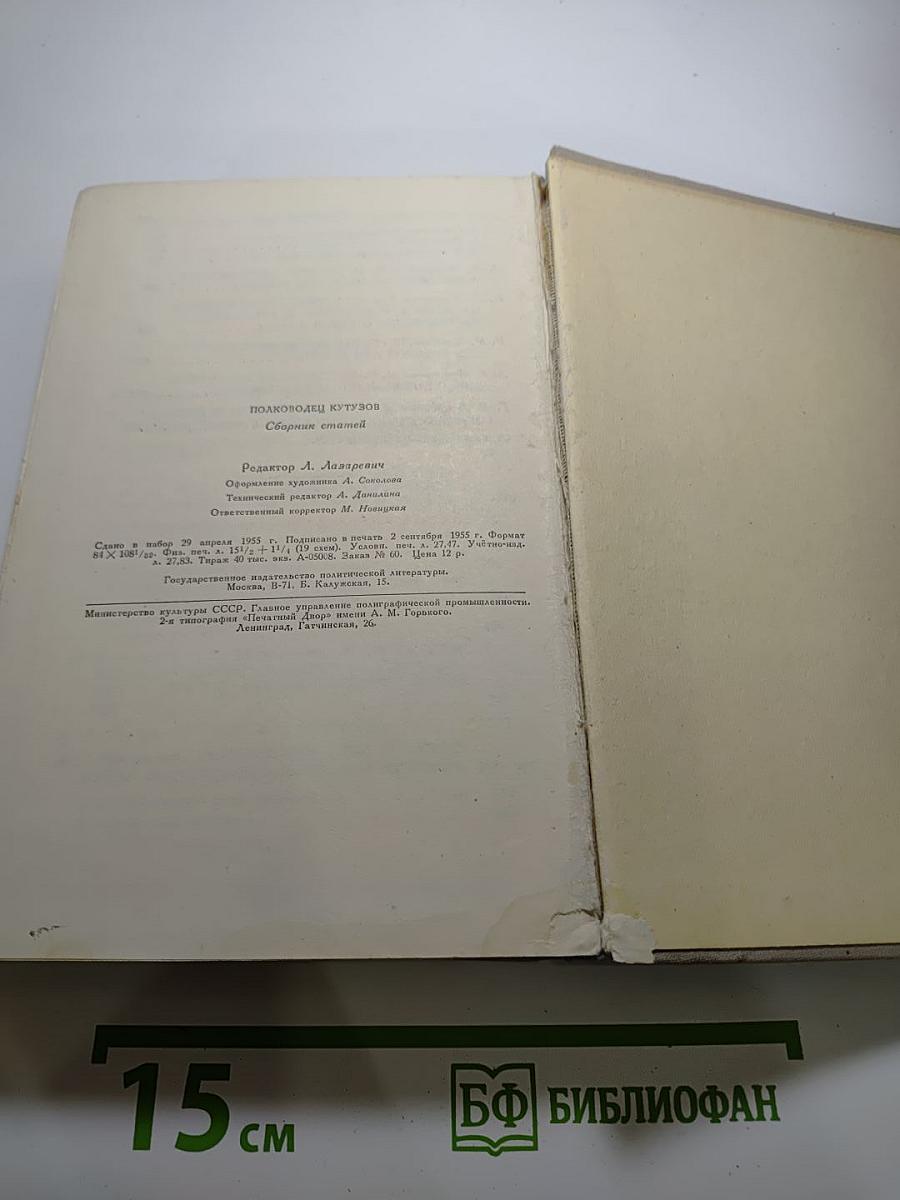 ПОЛКОВОДЕЦ КУТУЗОВ
Сборник статей
Редактор Л. Лазаревич
Оформление художника А. Соколова
Технический редактор А. Данилина
Ответственный корректор М. Новицкая
Сдано в набор 29 апреля 1955 г. Подписано в печать 2 сентября 1955 г. Формат
84 × 108¹/₃₂. Физ. печ. л. 15¹/₂ + 1¹/₄ (19 схем). Условн. печ. л. 27,47. Учётно-изд.
л. 27,83. Тираж 40 тыс. экз. А-05008. Заказ № 60. Цена 12 р.
Государственное издательство политической литературы.
Москва, В-71, Б. Калужская, 15.
Министерство культуры СССР. Главное управление полиграфической промышленности.
2-я типография «Печатный Двор» имени А. М. Горького.
Ленинград, Гатчинская, 26.
15 см
БФ БИБЛИОФАН